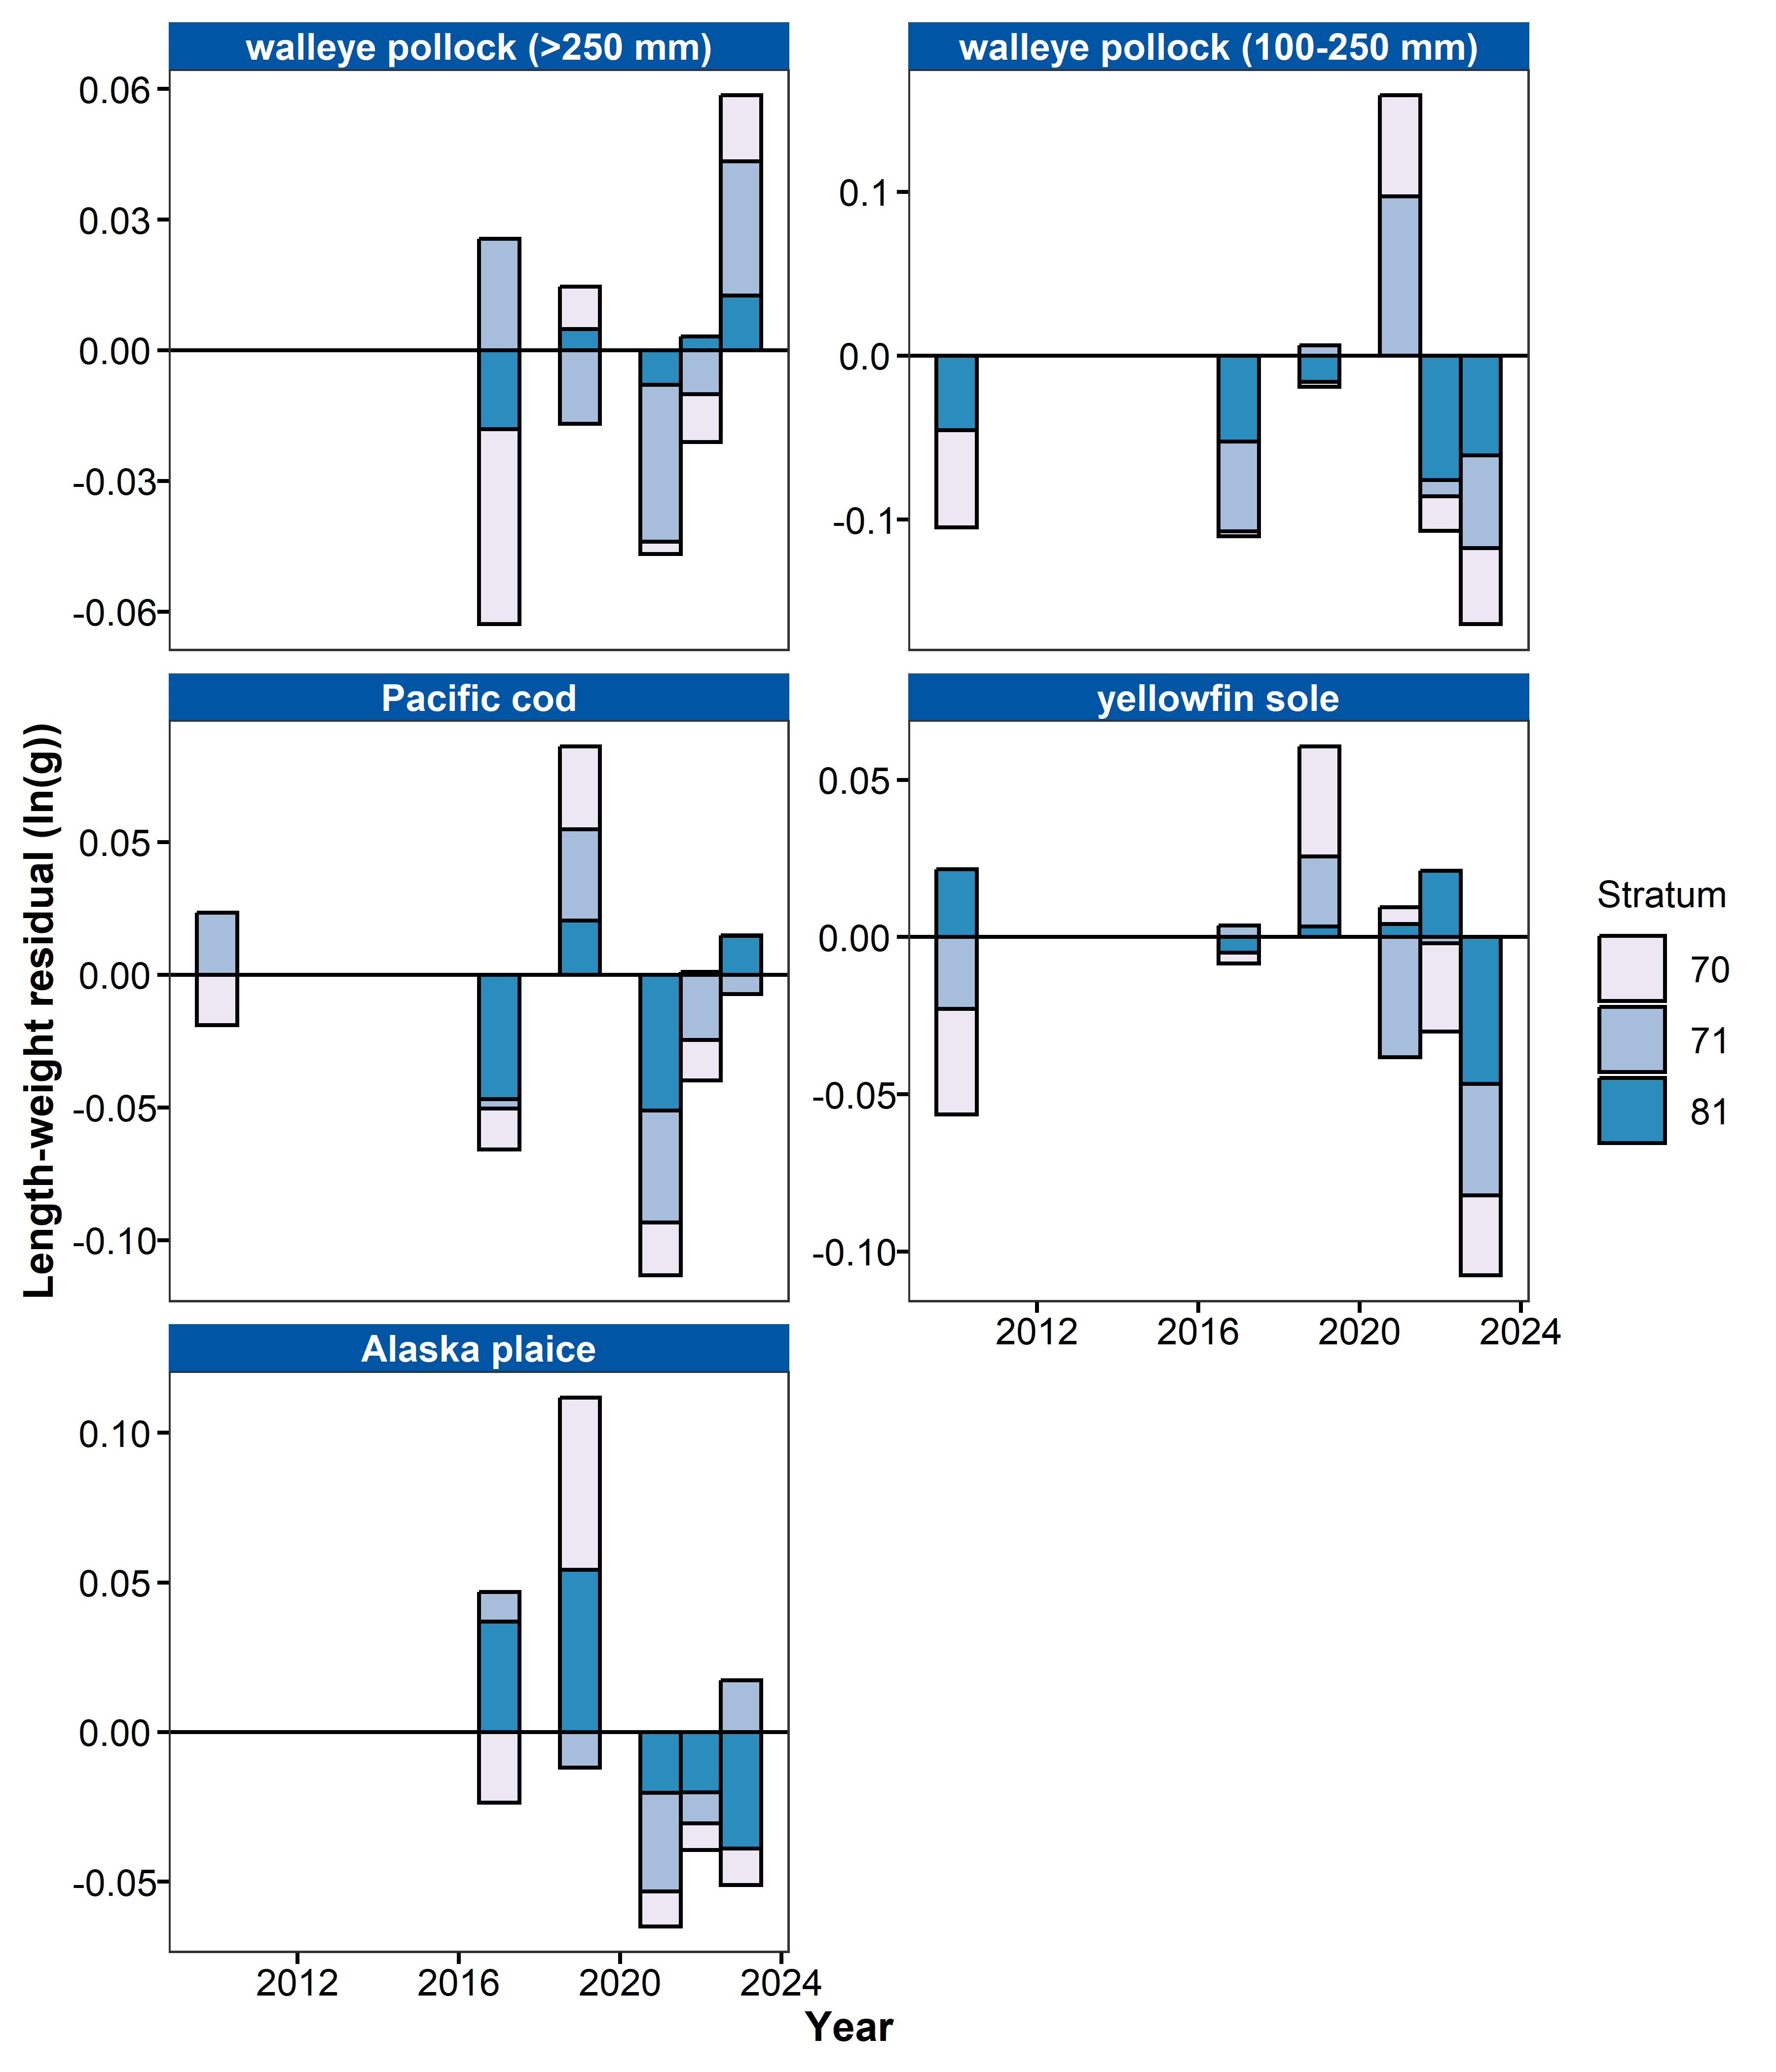 walleye pollock (>250 mm)
walleye pollock (100-250 mm)
0.06
0.03
0.00
-0.03
-0.06
0.1
0.0
-0.1
Pacific cod
yellowfin sole
0.05
0.00
-0.05
-0.10
0.05
0.00
-0.05
-0.10
2012 2016 2020 2024
Alaska plaice
0.10
0.05
0.00
-0.05
2012 2016 2020 2024
Year
Length-weight residual (ln(g))
Stratum
70
71
81